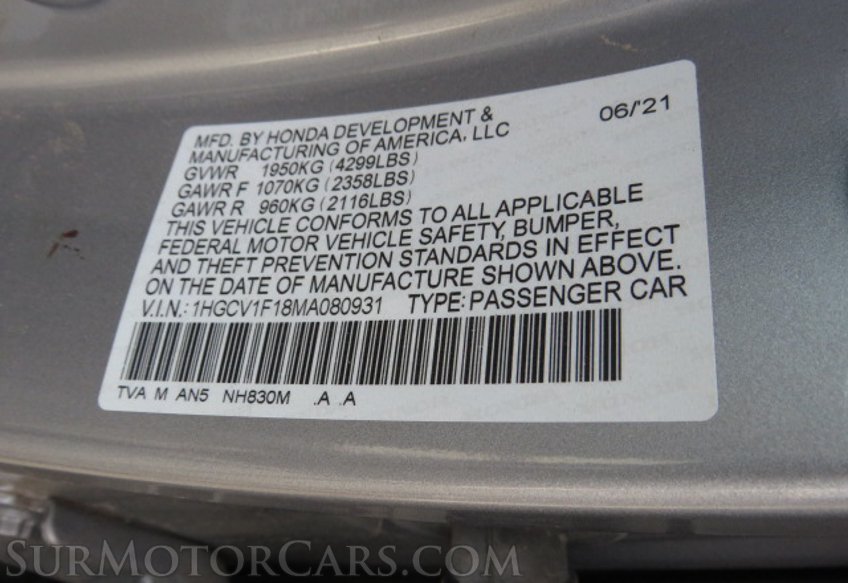 06/'21
MFD. BY HONDA DEVELOPMENT &
MANUFACTURING OF AMERICA, LLC
GVWR 1950KG (4299LBS)
GAWR F 1070KG (2358LBS)
GAWR R 960KG (2116LBS)
THIS VEHICLE CONFORMS TO ALL APPLICABLE
FEDERAL MOTOR VEHICLE SAFETY, BUMPER,
AND THEFT PREVENTION STANDARDS IN EFFECT
ON THE DATE OF MANUFACTURE SHOWN ABOVE.
V.I.N.: 1HGCV1F18MA080931 TYPE: PASSENGER CAR
TVA M AN5 NH830M .A .A
SURMOTORCARS.COM